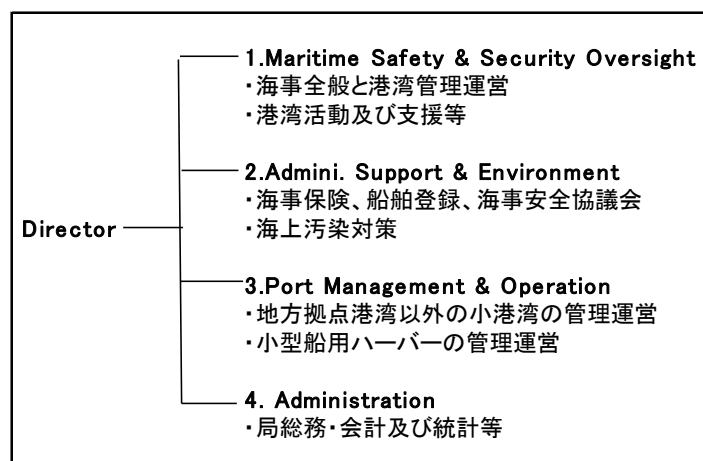 1.Maritime Safety & Security Oversight
・海事全般と港湾管理運営
・港湾活動及び支援等
2.Admini. Support & Environment
・海事保険、船舶登録、海事安全協議会
・海上汚染対策
Director
3.Port Management & Operation
・地方拠点港湾以外の小港湾の管理運営
・小型船用ハーバーの管理運営
4. Administration
・局総務・会計及び統計等